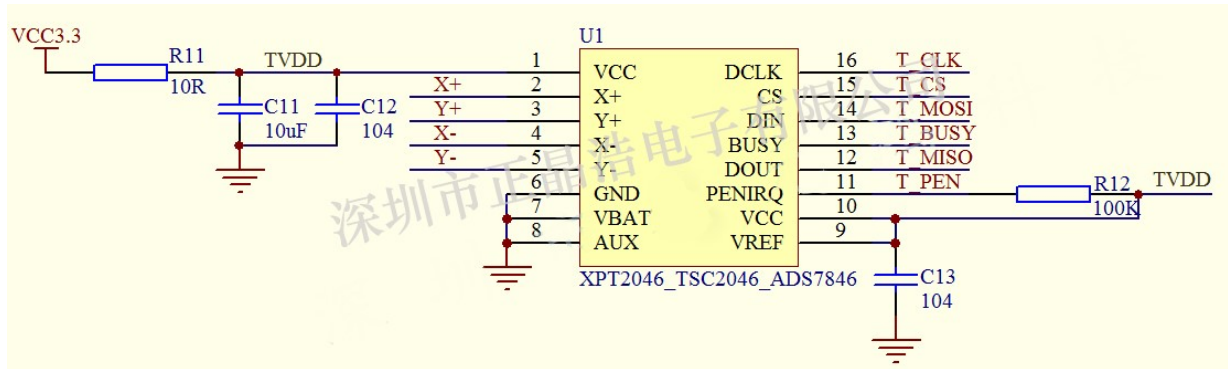 VCC3.3
R11
10R
TVDD
C11
10uF
C12
104
X+
Y+
X-
Y-
U1
1 VCC DCLK 16 T_CLK
2 X+ CS 15 T_CS
3 Y+ DIN 14 T_MOSI
4 X- BUSY 13 T_BUSY
5 Y- DOUT 12 T_MISO
6 GND PENIRQ 11 T_PEN
7 VBAT VCC 10
8 AUX VREF 9
XPT2046_TSC2046_ADS7846
R12
100K
TVDD
C13
104
深圳市正晶浩电子有限公司